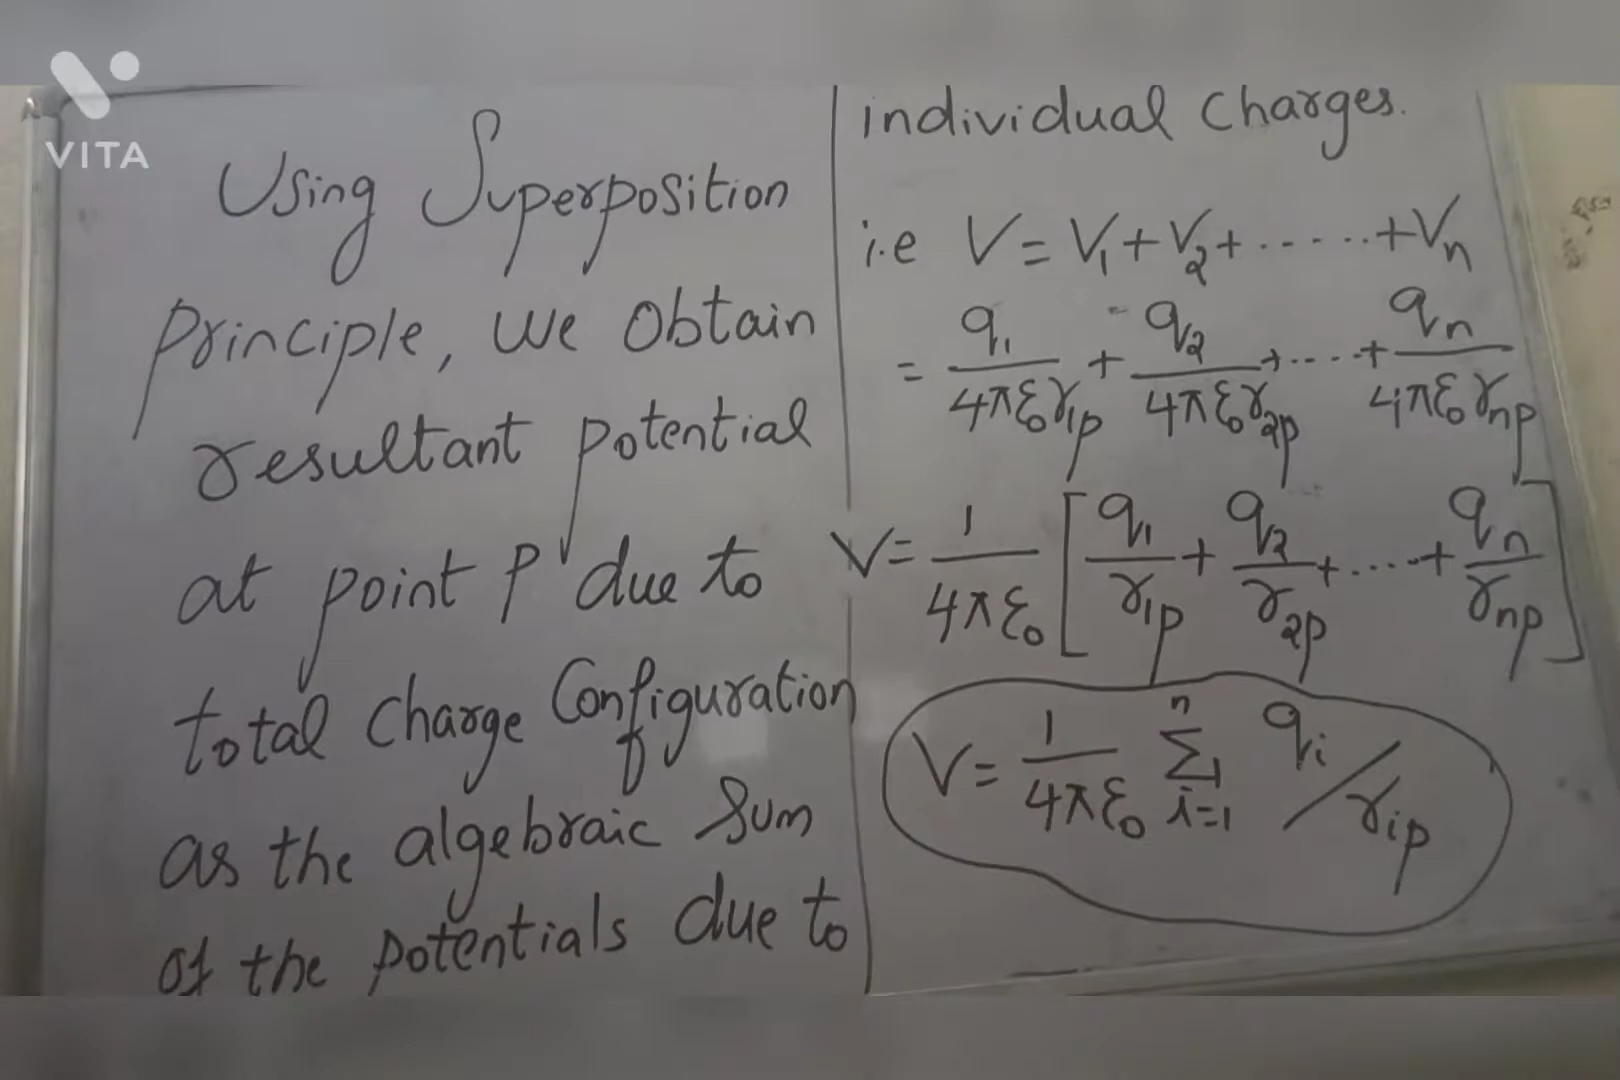 VITA
Using Superposition
principle, we obtain
resultant potential
at point P due to
total charge Configuration
as the algebraic Sum
of the potentials due to
individual charges.
i.e V = V₁ + V₂ + ...... + Vn
= q₁/4πε₀r₁p + q₂/4πε₀r₂p + .... + qn/4πε₀rnp
V = 1/4πε₀ [q₁/r₁p + q₂/r₂p + .... + qn/rnp]
V = 1/4πε₀ Σ i=1 n qi/rip